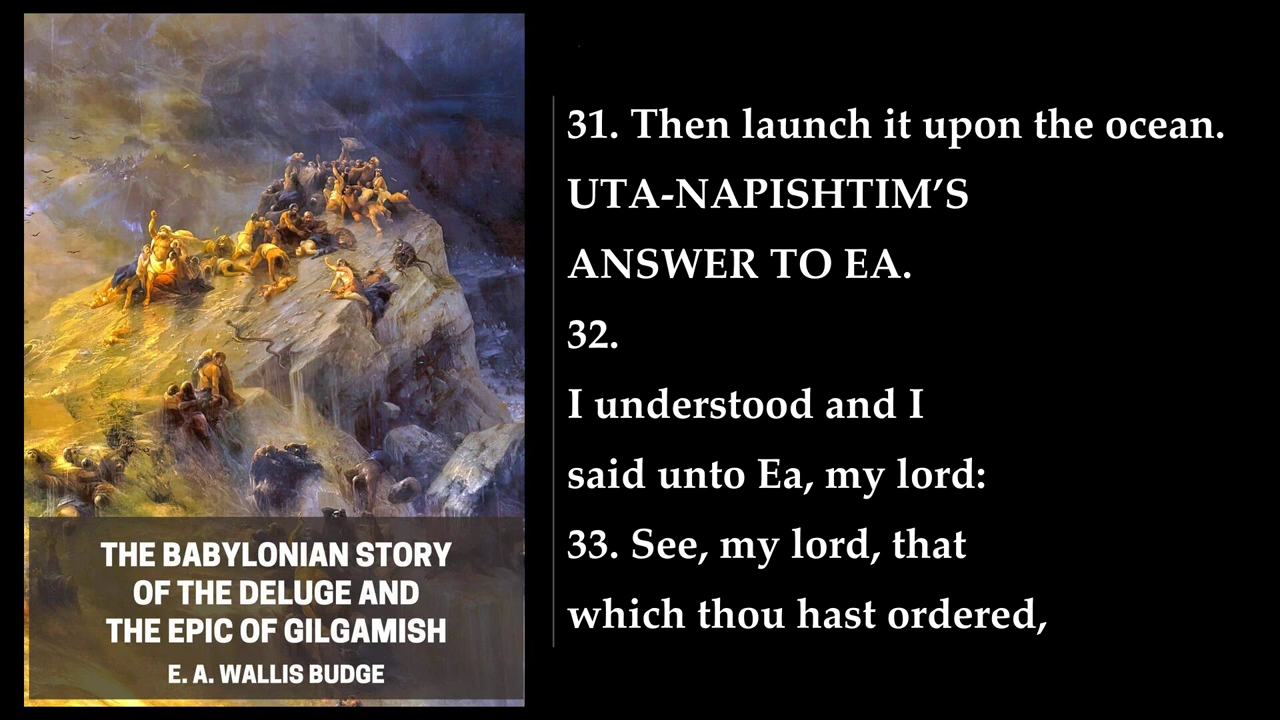 THE BABYLONIAN STORY
OF THE DELUGE AND
THE EPIC OF GILGAMISH
E. A. WALLIS BUDGE
31. Then launch it upon the ocean.
UTA-NAPISHTIM’S
ANSWER TO EA.
32.
I understood and I
said unto Ea, my lord:
33. See, my lord, that
which thou hast ordered,